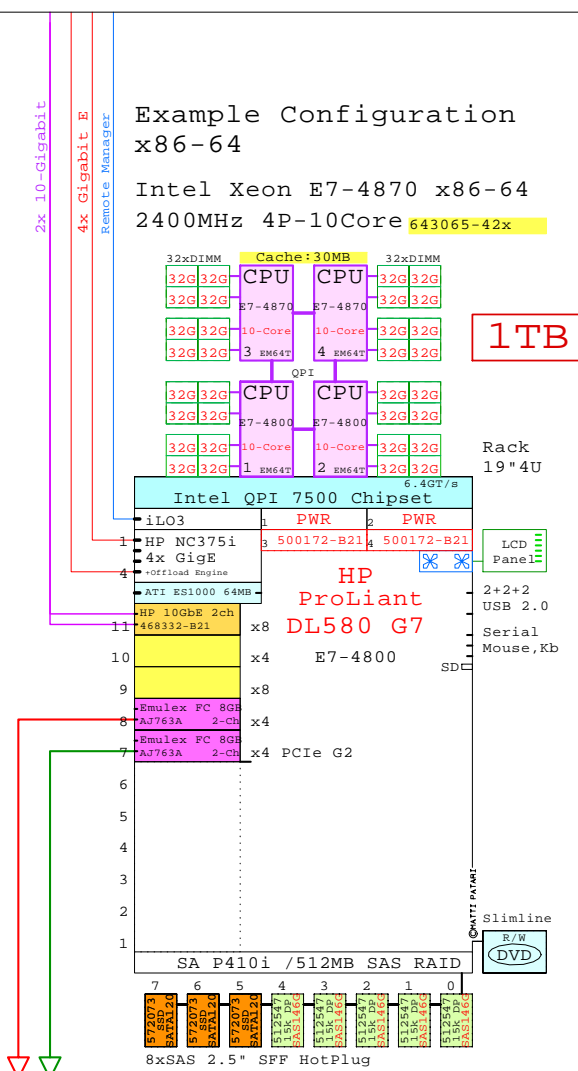 2x 10-Gigabit
4x Gigabit E
Remote Manager
Example Configuration
x86-64
Intel Xeon E7-4870 x86-64
2400MHz 4P-10Core 643065-42x
32xDIMM Cache:30MB 32xDIMM
32G 32G CPU CPU 32G 32G
32G 32G E7-4870 E7-4870 32G 32G
32G 32G 10-Core 10-Core 32G 32G
32G 32G 3 EM64T 4 EM64T 32G 32G
1TB
QPI
32G 32G CPU CPU 32G 32G
32G 32G E7-4800 E7-4800 32G 32G
32G 32G 10-Core 10-Core 32G 32G
32G 32G 1 EM64T 2 EM64T 32G 32G
Rack
19"4U
6.4GT/s
Intel QPI 7500 Chipset
iLO3 1 PWR 2 PWR
1 HP NC375i 3 500172-B21 4 500172-B21
4x GigE
4 +Offload Engine
LCD
Panel
ATI ES1000 64MB
HP
ProLiant
DL580 G7
E7-4800
2+2+2
USB 2.0
Serial
Mouse,Kb
SD
HP 10GbE 2ch
11 468332-B21 x8
10 x4
9 x8
Emulex FC 8GB
8 AJ763A 2-Ch x4
Emulex FC 8GB
7 AJ763A 2-Ch x4 PCIe G2
6
5
4
3
2
1
©MATTI PATARI
Slimline
R/W
DVD
SA P410i /512MB SAS RAID
7 6 5 4 3 2 1 0
572073 SSD SATA120
572073 SSD SATA120
572073 SSD SATA120
512547 15k DP SAS146G
512547 15k DP SAS146G
512547 15k DP SAS146G
512547 15k DP SAS146G
512547 15k DP SAS146G
8xSAS 2.5" SFF HotPlug